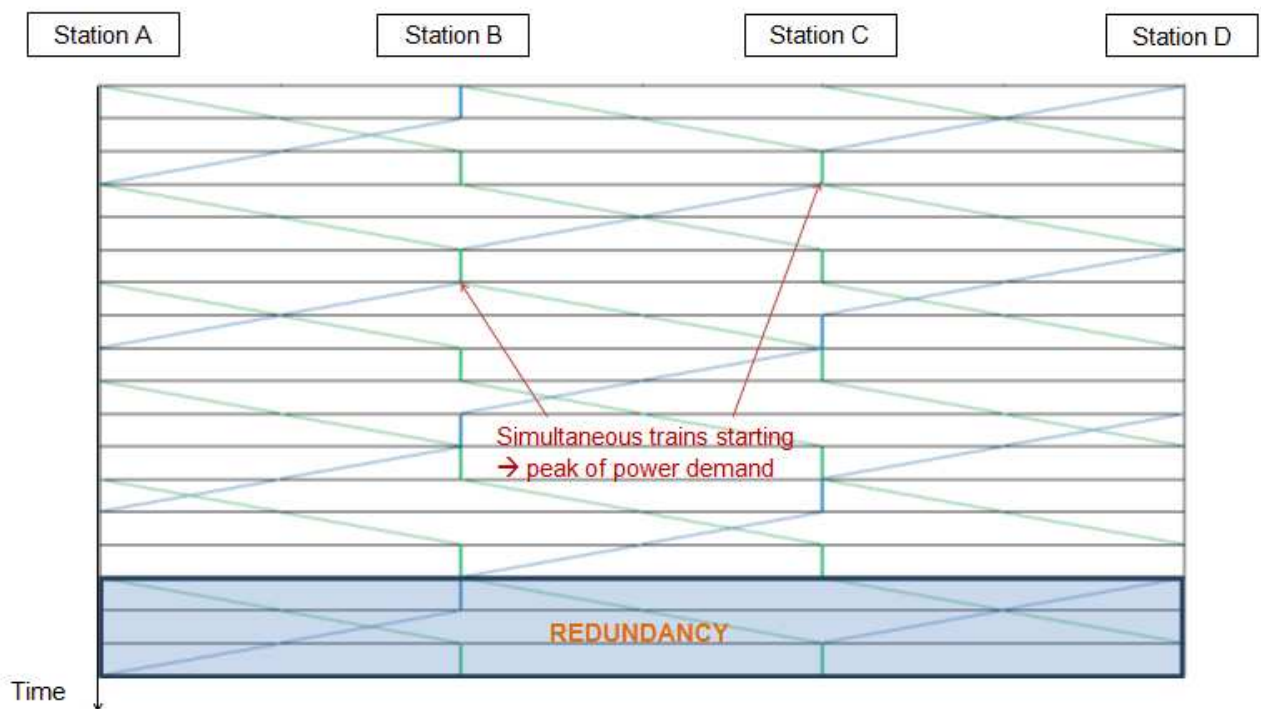 Station A
Station B
Station C
Station D
Simultaneous trains starting
→ peak of power demand
REDUNDANCY
Time